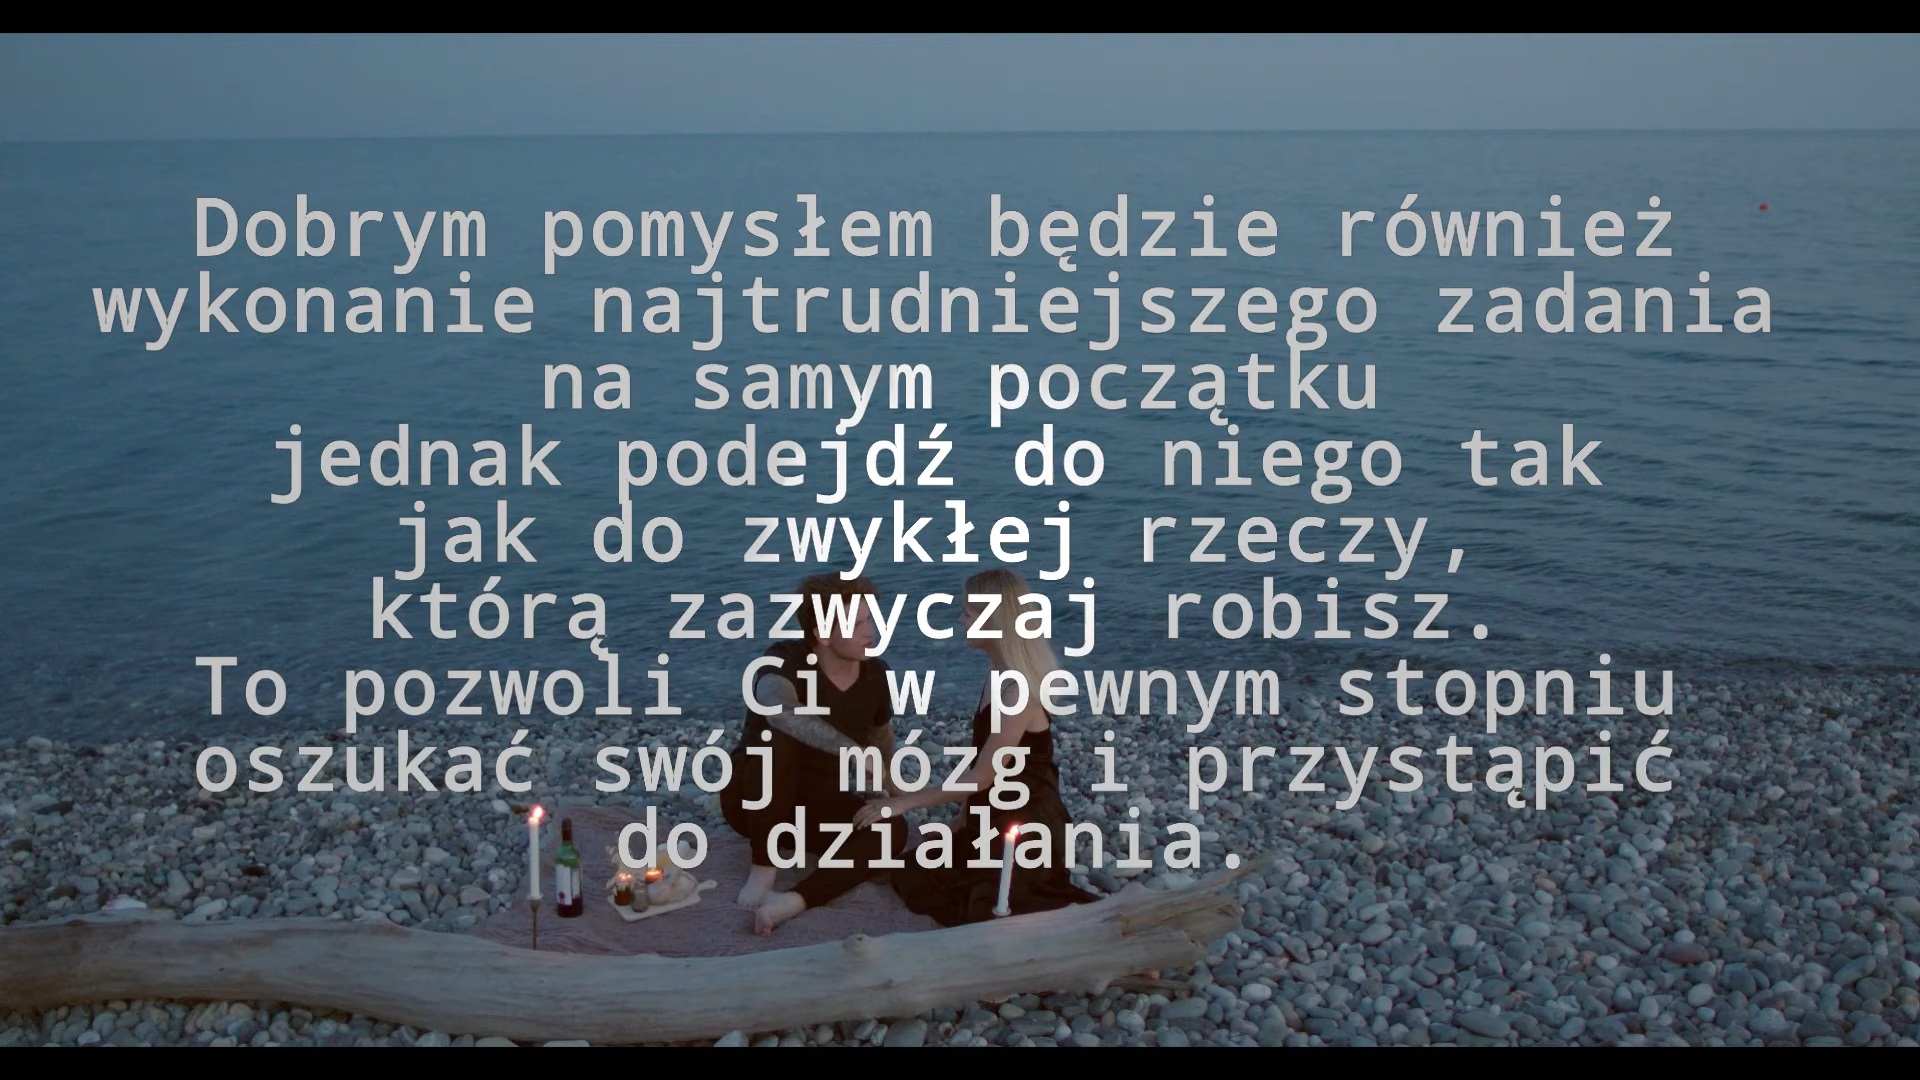 Dobrym pomysłem będzie również
wykonanie najtrudniejszego zadania
na samym początku
jednak podejdź do niego tak
jak do zwykłej rzeczy,
którą zazwyczaj robisz.
To pozwoli Ci w pewnym stopniu
oszukać swój mózg i przystąpić
do działania.